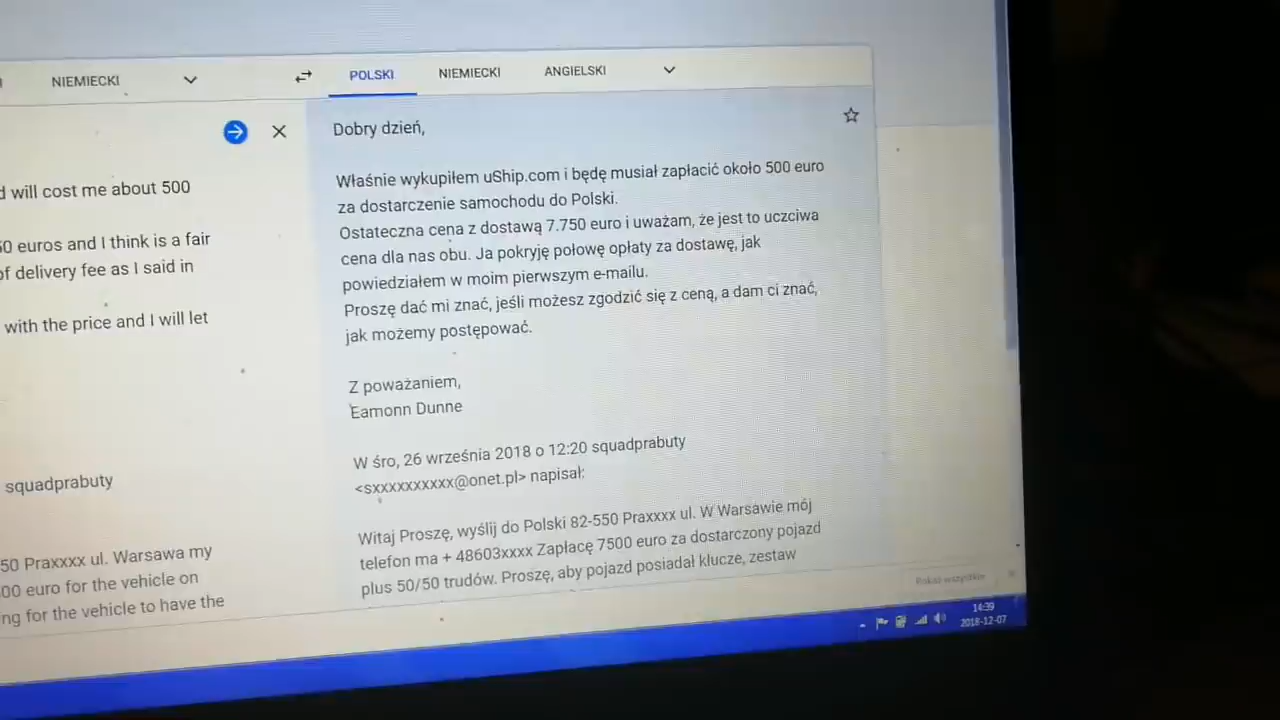 NIEMIECKI
POLSKI NIEMIECKI ANGIELSKI
d will cost me about 500
0 euros and I think is a fair
of delivery fee as I said in
with the price and I will let
squadprabuty
50 Praxxxx ul. Warsawa my
00 euro for the vehicle on
ng for the vehicle to have the
Dobry dzień,
Właśnie wykupiłem uShip.com i będę musiał zapłacić około 500 euro
za dostarczenie samochodu do Polski.
Ostateczna cena z dostawą 7.750 euro i uważam, że jest to uczciwa
cena dla nas obu. Ja pokryję połowę opłaty za dostawę, jak
powiedziałem w moim pierwszym e-mailu.
Proszę dać mi znać, jeśli możesz zgodzić się z ceną, a dam ci znać,
jak możemy postępować.
Z poważaniem,
Eamonn Dunne
W śro, 26 września 2018 o 12:20 squadprabuty
<sxxxxxxxxxx@onet.pl> napisał:
Witaj Proszę, wyślij do Polski 82-550 Praxxxx ul. W Warsawie mój
telefon ma + 48603xxxx Zapłacę 7500 euro za dostarczony pojazd
plus 50/50 trudów. Proszę, aby pojazd posiadał klucze, zestaw
Pokaż wszystkie
14:39
2018-12-07